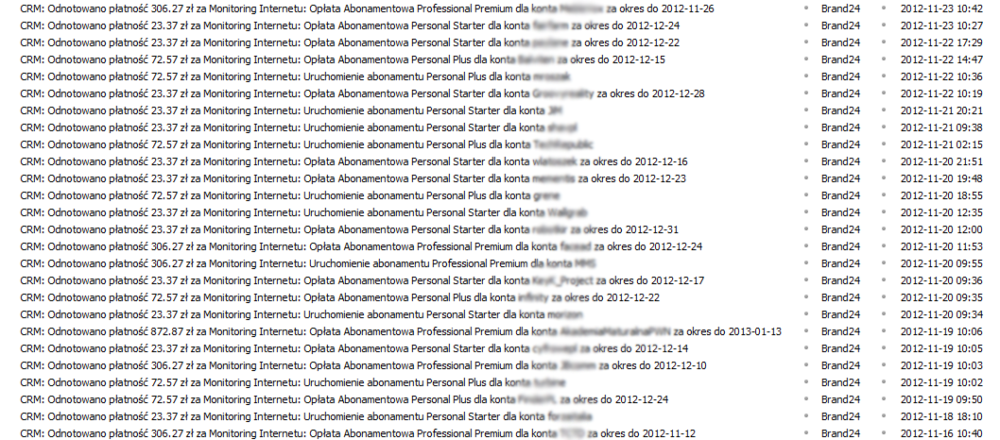 CRM: Odnotowano płatność 306.27 zł za Monitoring Internetu: Opłata Abonamentowa Professional Premium dla konta za okres do 2012-11-26 • Brand24 • 2012-11-23 10:42
CRM: Odnotowano płatność 23.37 zł za Monitoring Internetu: Opłata Abonamentowa Personal Starter dla konta za okres do 2012-12-24 • Brand24 • 2012-11-23 10:27
CRM: Odnotowano płatność 23.37 zł za Monitoring Internetu: Opłata Abonamentowa Personal Starter dla konta za okres do 2012-12-22 • Brand24 • 2012-11-22 17:29
CRM: Odnotowano płatność 72.57 zł za Monitoring Internetu: Opłata Abonamentowa Personal Plus dla konta za okres do 2012-12-15 • Brand24 • 2012-11-22 14:47
CRM: Odnotowano płatność 72.57 zł za Monitoring Internetu: Uruchomienie abonamentu Personal Plus dla konta • Brand24 • 2012-11-22 10:36
CRM: Odnotowano płatność 23.37 zł za Monitoring Internetu: Opłata Abonamentowa Personal Starter dla konta za okres do 2012-12-28 • Brand24 • 2012-11-22 10:19
CRM: Odnotowano płatność 23.37 zł za Monitoring Internetu: Uruchomienie abonamentu Personal Starter dla konta • Brand24 • 2012-11-21 20:21
CRM: Odnotowano płatność 23.37 zł za Monitoring Internetu: Uruchomienie abonamentu Personal Starter dla konta • Brand24 • 2012-11-21 09:38
CRM: Odnotowano płatność 72.57 zł za Monitoring Internetu: Uruchomienie abonamentu Personal Plus dla konta • Brand24 • 2012-11-21 02:15
CRM: Odnotowano płatność 23.37 zł za Monitoring Internetu: Opłata Abonamentowa Personal Starter dla konta za okres do 2012-12-16 • Brand24 • 2012-11-20 21:51
CRM: Odnotowano płatność 23.37 zł za Monitoring Internetu: Opłata Abonamentowa Personal Starter dla konta za okres do 2012-12-23 • Brand24 • 2012-11-20 19:48
CRM: Odnotowano płatność 72.57 zł za Monitoring Internetu: Uruchomienie abonamentu Personal Plus dla konta • Brand24 • 2012-11-20 18:55
CRM: Odnotowano płatność 23.37 zł za Monitoring Internetu: Uruchomienie abonamentu Personal Starter dla konta • Brand24 • 2012-11-20 12:35
CRM: Odnotowano płatność 23.37 zł za Monitoring Internetu: Opłata Abonamentowa Personal Starter dla konta za okres do 2012-12-31 • Brand24 • 2012-11-20 12:00
CRM: Odnotowano płatność 306.27 zł za Monitoring Internetu: Opłata Abonamentowa Professional Premium dla konta za okres do 2012-12-24 • Brand24 • 2012-11-20 11:53
CRM: Odnotowano płatność 306.27 zł za Monitoring Internetu: Uruchomienie abonamentu Professional Premium dla konta • Brand24 • 2012-11-20 09:55
CRM: Odnotowano płatność 23.37 zł za Monitoring Internetu: Opłata Abonamentowa Personal Starter dla konta za okres do 2012-12-17 • Brand24 • 2012-11-20 09:36
CRM: Odnotowano płatność 72.57 zł za Monitoring Internetu: Opłata Abonamentowa Personal Plus dla konta za okres do 2012-12-22 • Brand24 • 2012-11-20 09:35
CRM: Odnotowano płatność 23.37 zł za Monitoring Internetu: Uruchomienie abonamentu Personal Starter dla konta • Brand24 • 2012-11-20 09:34
CRM: Odnotowano płatność 872.87 zł za Monitoring Internetu: Opłata Abonamentowa Professional Premium dla konta za okres do 2013-01-13 • Brand24 • 2012-11-19 10:06
CRM: Odnotowano płatność 23.37 zł za Monitoring Internetu: Opłata Abonamentowa Personal Starter dla konta za okres do 2012-12-14 • Brand24 • 2012-11-19 10:05
CRM: Odnotowano płatność 306.27 zł za Monitoring Internetu: Opłata Abonamentowa Professional Premium dla konta za okres do 2012-12-10 • Brand24 • 2012-11-19 10:03
CRM: Odnotowano płatność 72.57 zł za Monitoring Internetu: Uruchomienie abonamentu Personal Plus dla konta • Brand24 • 2012-11-19 10:02
CRM: Odnotowano płatność 72.57 zł za Monitoring Internetu: Opłata Abonamentowa Personal Plus dla konta za okres do 2012-12-24 • Brand24 • 2012-11-19 09:50
CRM: Odnotowano płatność 23.37 zł za Monitoring Internetu: Uruchomienie abonamentu Personal Starter dla konta • Brand24 • 2012-11-18 18:10
CRM: Odnotowano płatność 306.27 zł za Monitoring Internetu: Opłata Abonamentowa Professional Premium dla konta za okres do 2012-11-12 • Brand24 • 2012-11-16 10:40